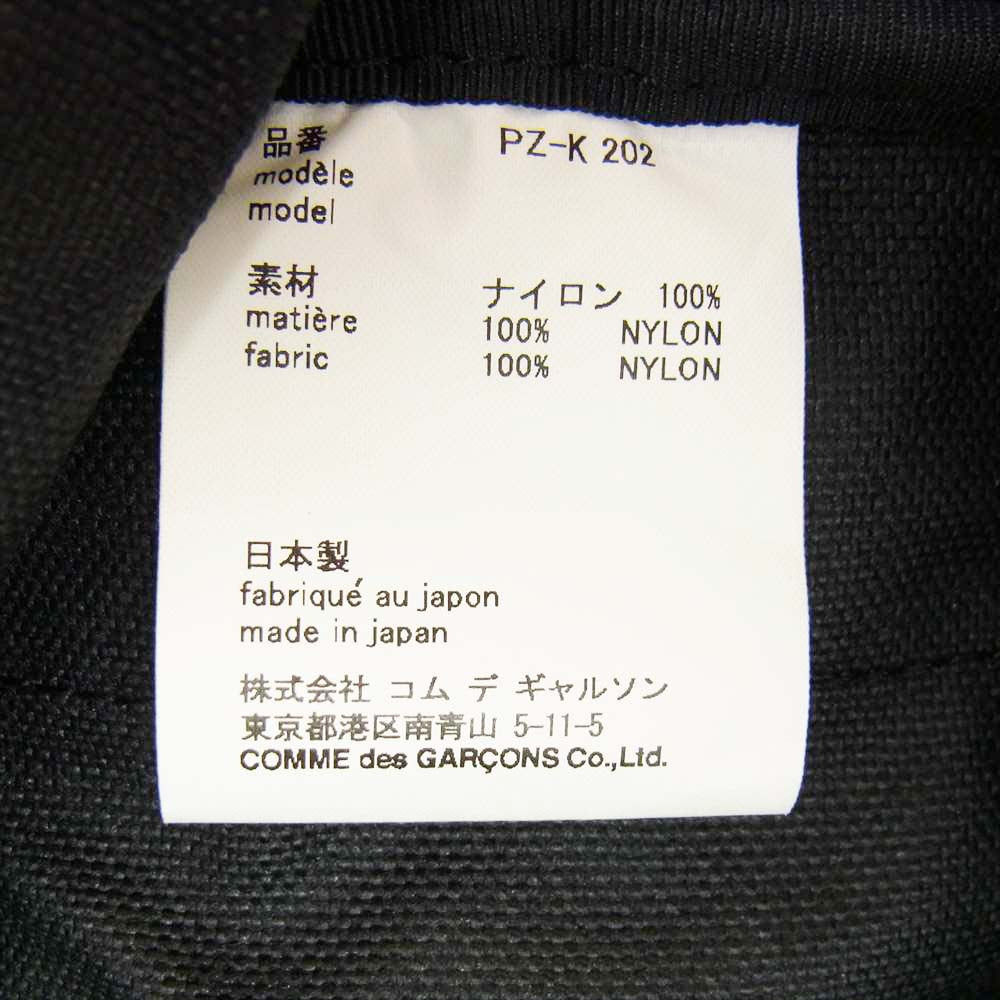 品番 PZ-K 202
modèle
model
素材 ナイロン 100%
matière 100% NYLON
fabric 100% NYLON
日本製
fabriqué au japon
made in japan
株式会社 コム デ ギャルソン
東京都港区南青山 5-11-5
COMME des GARÇONS Co.,Ltd.